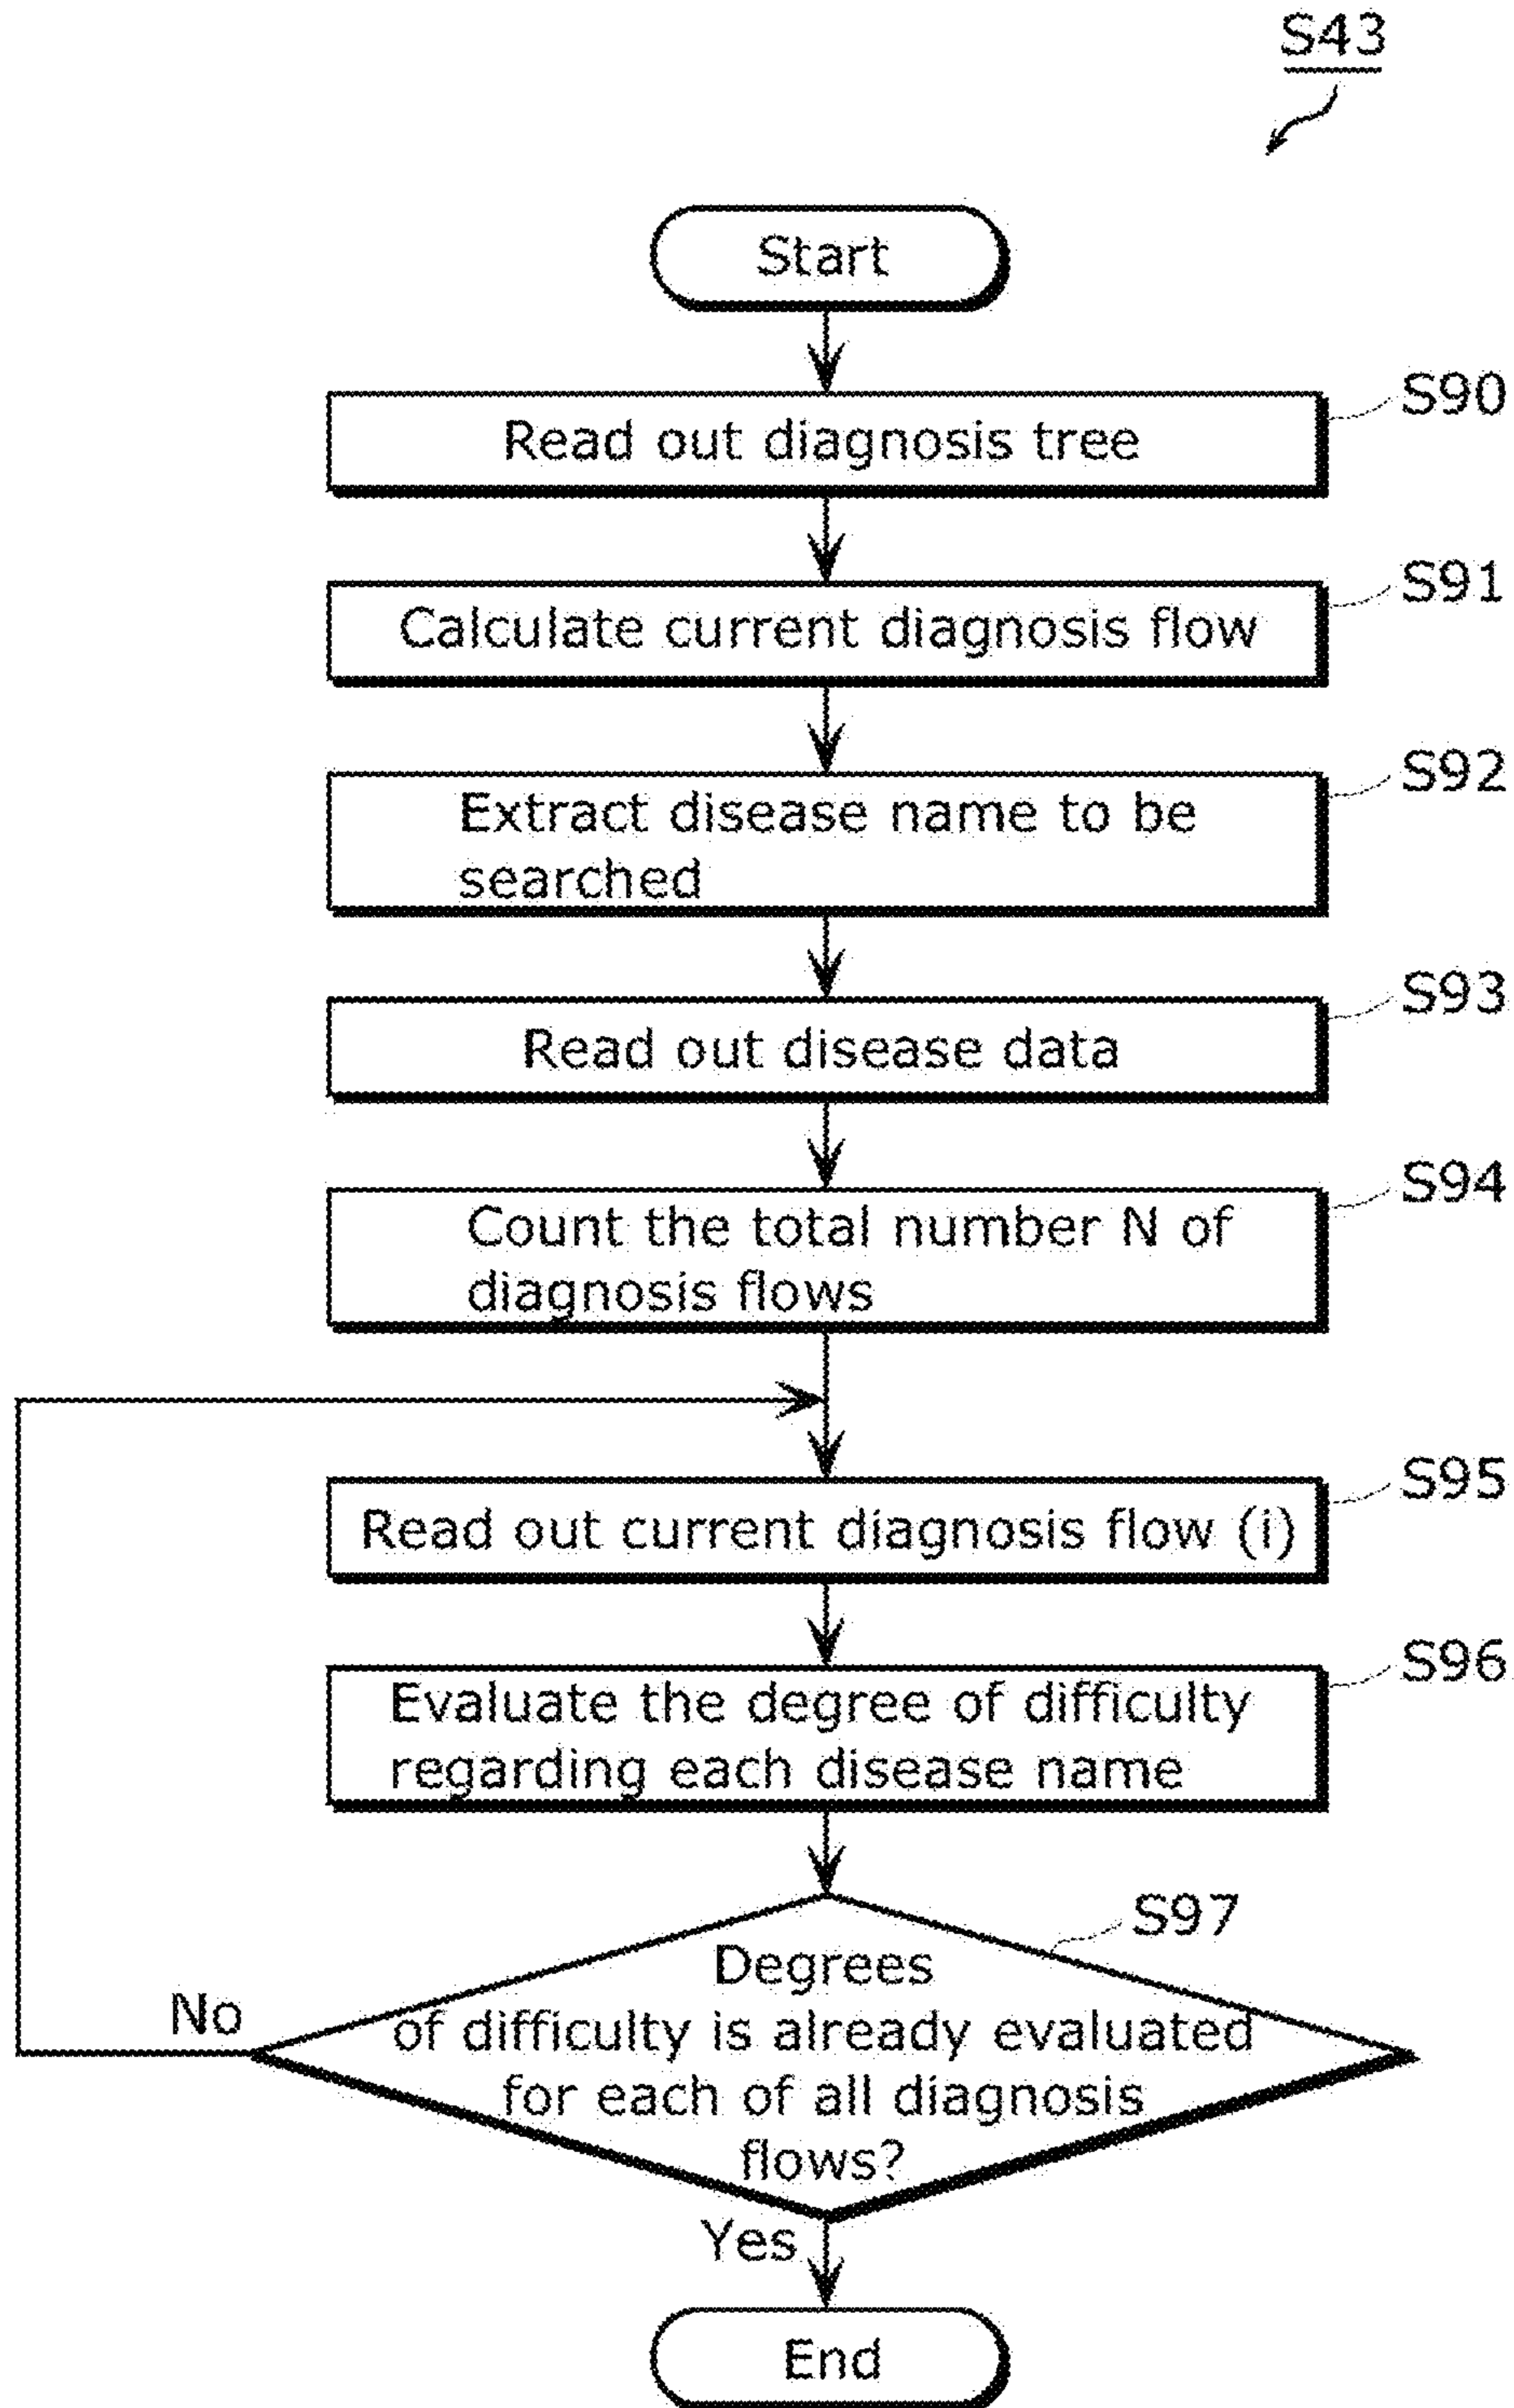 S43
Start
S90
Read out diagnosis tree
S91
Calculate current diagnosis flow
S92
Extract disease name to be
searched
S93
Read out disease data
S94
Count the total number N of
diagnosis flows
S95
Read out current diagnosis flow (i)
S96
Evaluate the degree of difficulty
regarding each disease name
S97
Degrees
of difficulty is already evaluated
for each of all diagnosis
flows?
No
Yes
End